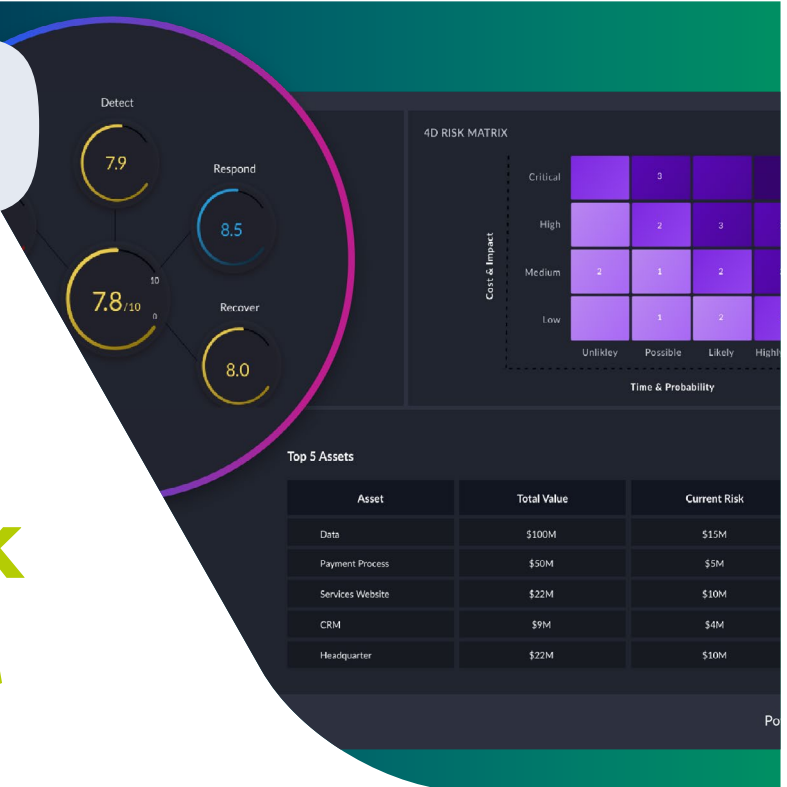 Detect
7.9
Respond
8.5
10
7.8/10
0
Recover
8.0
4D RISK MATRIX
Cost & Impact
Critical 3
High 2 3
Medium 2 1 2
Low 1 2
Unlikley Possible Likely Highly
Time & Probability
Top 5 Assets
Asset Total Value Current Risk
Data $100M $15M
Payment Process $50M $5M
Services Website $22M $10M
CRM $9M $4M
Headquarter $22M $10M
Po
k